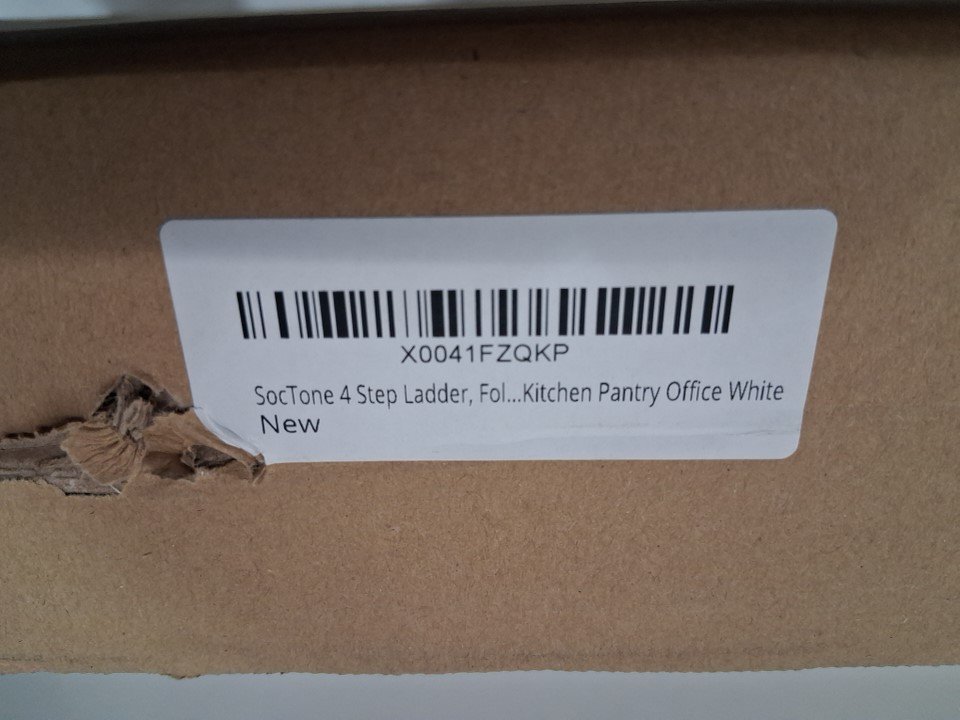 X0041FZQKP
SocTone 4 Step Ladder, Fol...Kitchen Pantry Office White
New